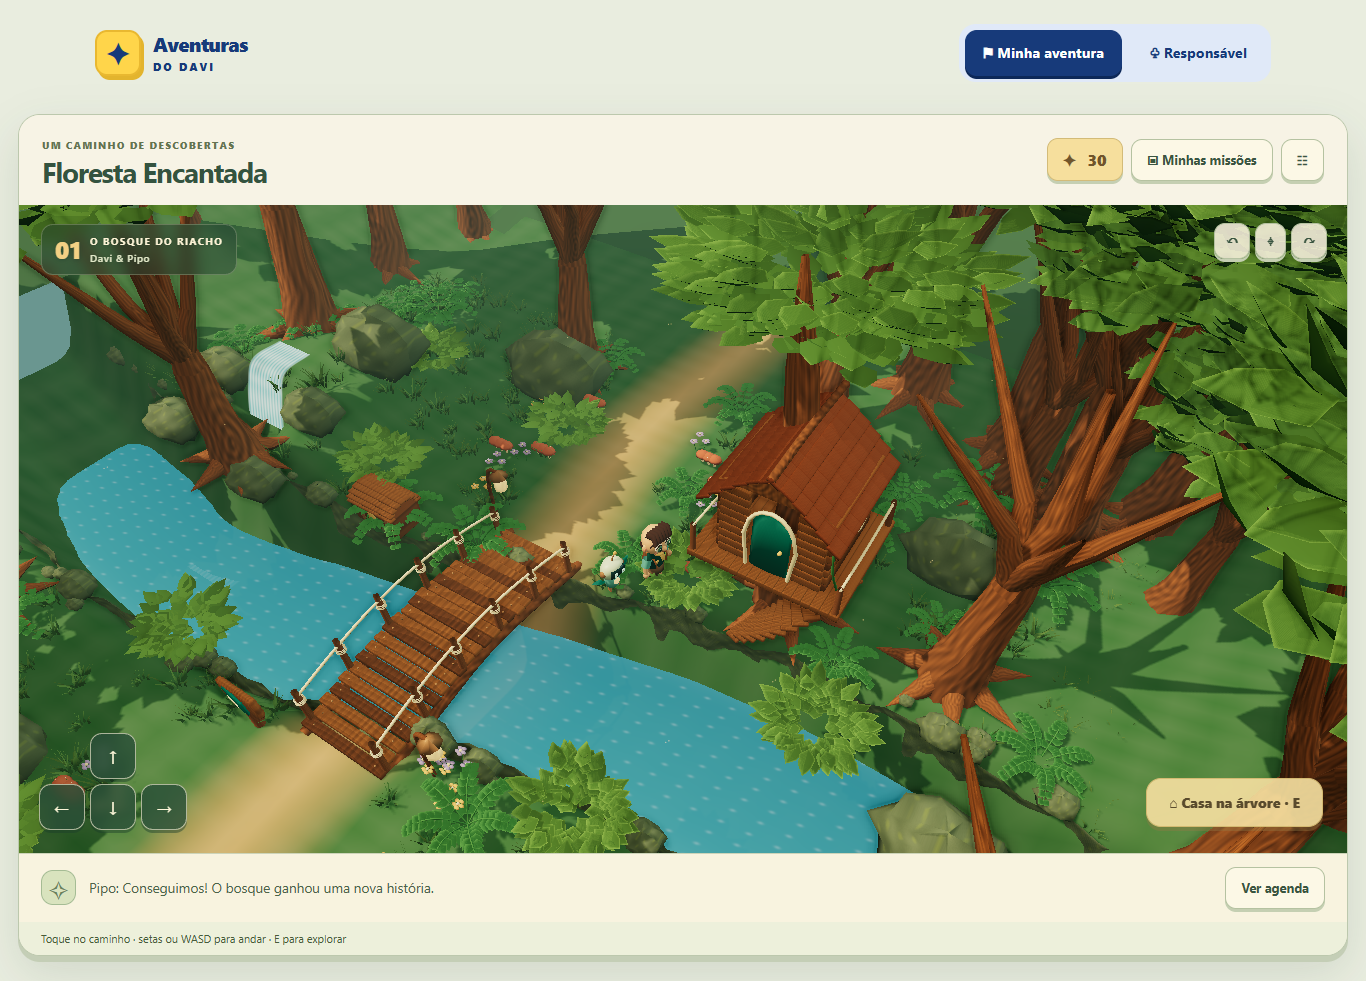 Aventuras
DO DAVI
Minha aventura
Responsável
UM CAMINHO DE DESCOBERTAS
Floresta Encantada
30
Minhas missões
01
O BOSQUE DO RIACHO
Davi & Pipo
Casa na árvore · E
Pipo: Conseguimos! O bosque ganhou uma nova história.
Ver agenda
Toque no caminho · setas ou WASD para andar · E para explorar